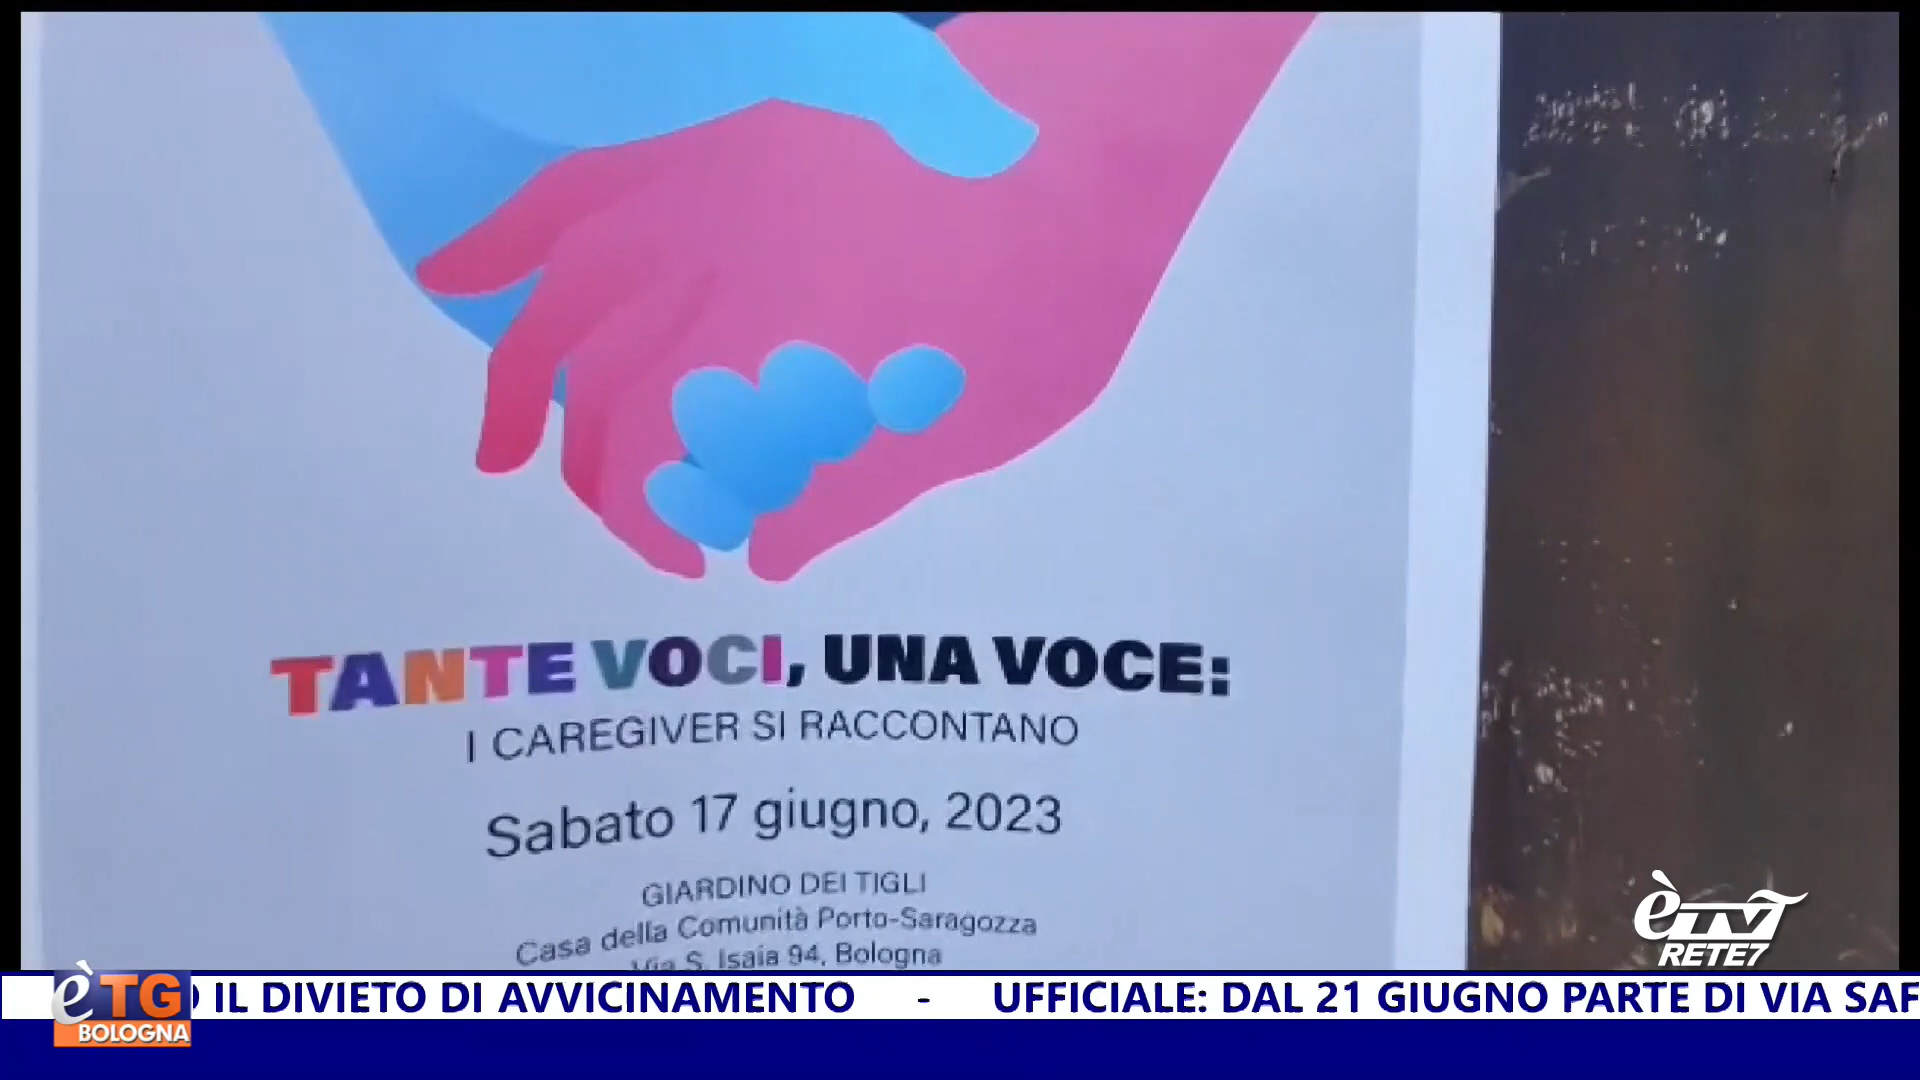 TANTE VOCI, UNA VOCE:
I CAREGIVER SI RACCONTANO
Sabato 17 giugno, 2023
GIARDINO DEI TIGLI
Casa della Comunità Porto-Saragozza
Via S. Isaia 94, Bologna
èTV
RETE7
èTG
BOLOGNA
IL DIVIETO DI AVVICINAMENTO - UFFICIALE: DAL 21 GIUGNO PARTE DI VIA SAF